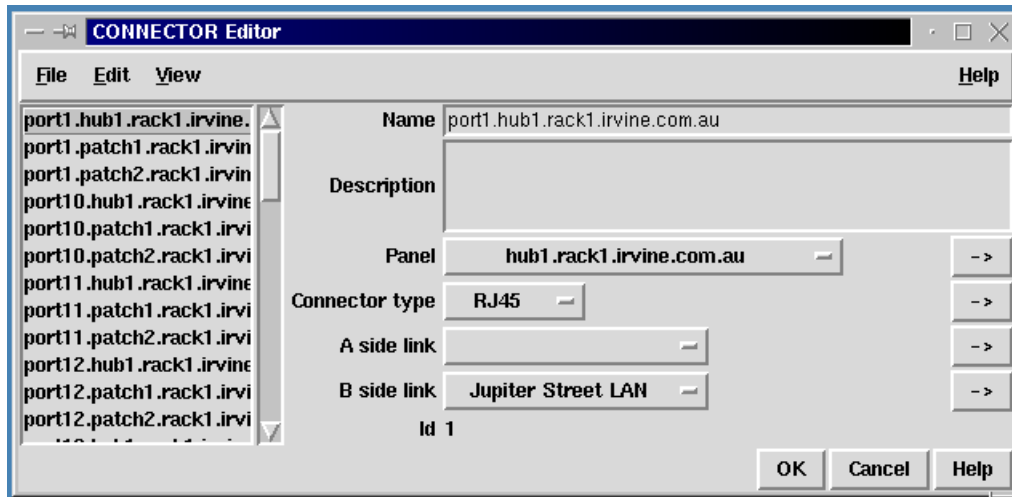 CONNECTOR Editor
File Edit View Help
port1.hub1.rack1.irvine.
port1.patch1.rack1.irvin
port1.patch2.rack1.irvin
port10.hub1.rack1.irvine
port10.patch1.rack1.irvi
port10.patch2.rack1.irvi
port11.hub1.rack1.irvine
port11.patch1.rack1.irvi
port11.patch2.rack1.irvi
port12.hub1.rack1.irvine
port12.patch1.rack1.irvi
port12.patch2.rack1.irvi
Name port1.hub1.rack1.irvine.com.au
Description
Panel hub1.rack1.irvine.com.au ->
Connector type RJ45 ->
A side link ->
B side link Jupiter Street LAN ->
Id 1
OK Cancel Help